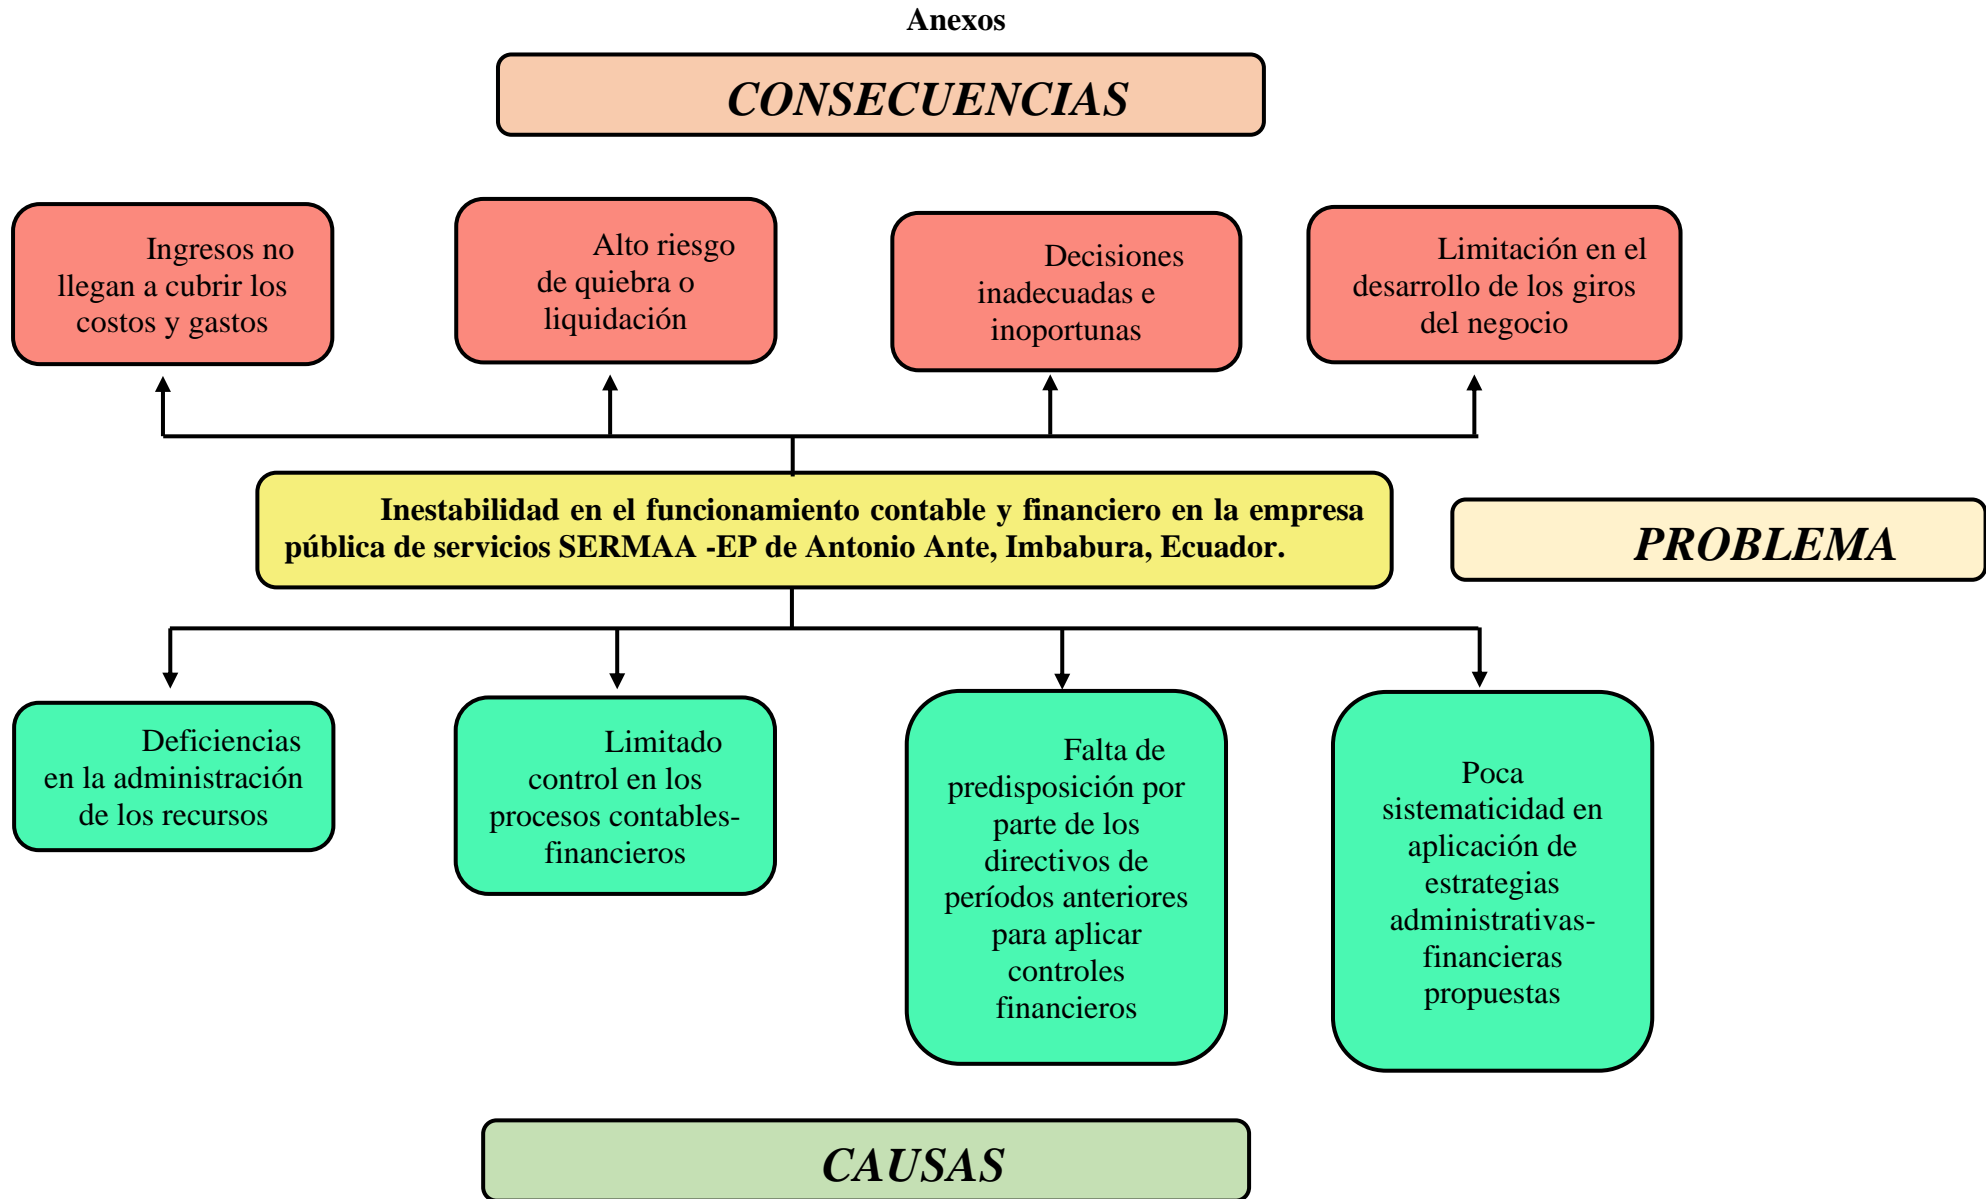 Anexos
CONSECUENCIAS
Ingresos no
llegan a cubrir los
costos y gastos
Alto riesgo
de quiebra o
liquidación
Decisiones
inadecuadas e
inoportunas
Limitación en el
desarrollo de los giros
del negocio
Inestabilidad en el funcionamiento contable y financiero en la empresa
pública de servicios SERMAA -EP de Antonio Ante, Imbabura, Ecuador.
PROBLEMA
Deficiencias
en la administración
de los recursos
Limitado
control en los
procesos contables-
financieros
Falta de
predisposición por
parte de los
directivos de
períodos anteriores
para aplicar
controles
financieros
Poca
sistematicidad en
aplicación de
estrategias
administrativas-
financieras
propuestas
CAUSAS